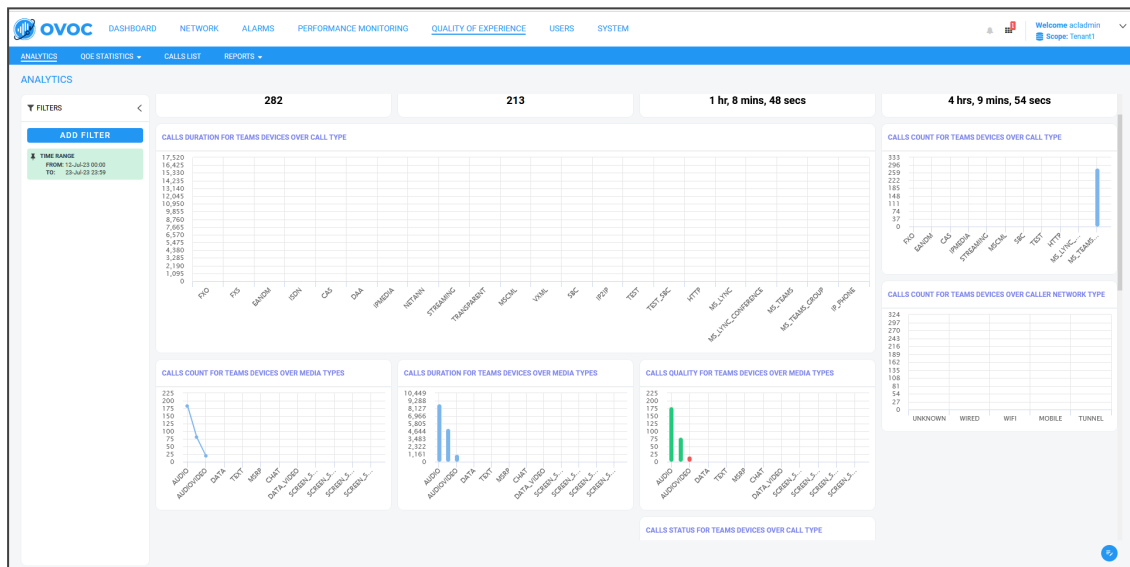 OVOC
DASHBOARD
NETWORK
ALARMS
PERFORMANCE MONITORING
QUALITY OF EXPERIENCE
USERS
SYSTEM
Welcome acladmin
Scope: Tenant1
ANALYTICS
QOE STATISTICS
CALLS LIST
REPORTS
ANALYTICS
FILTERS
ADD FILTER
TIME RANGE
FROM: 12-Jul-23 00:00
TO: 23-Jul-23 23:59
282
213
1 hr, 8 mins, 48 secs
4 hrs, 9 mins, 54 secs
CALLS DURATION FOR TEAMS DEVICES OVER CALL TYPE
17,520
16,425
15,330
14,235
13,140
12,045
10,950
9,855
8,760
7,665
6,570
5,475
4,380
3,285
2,190
1,095
0
FXO
FXS
EANDM
ISDN
CAS
DAA
IPMEDIA
NETANN
STREAMING
TRANSPARENT
MSCML
VXML
SBC
IP2IP
TEST
TEST_SBC
HTTP
MS_LYNC
MS_LYNC_CONFERENCE
MS_TEAMS
MS_TEAMS_GROUP
IP_PHONE
CALLS COUNT FOR TEAMS DEVICES OVER CALL TYPE
333
296
259
222
185
148
111
74
37
0
FXO
EANDM
CAS
IPMEDIA
STREAMING
MSCML
SBC
TEST
HTTP
MS_LYNC_...
MS_TEAMS...
CALLS COUNT FOR TEAMS DEVICES OVER CALLER NETWORK TYPE
324
297
270
243
216
189
162
135
108
81
54
27
0
UNKNOWN
WIRED
WIFI
MOBILE
TUNNEL
CALLS COUNT FOR TEAMS DEVICES OVER MEDIA TYPES
225
200
175
150
125
100
75
50
25
0
AUDIO
AUDIOVIDEO
DATA
TEXT
MSRP
CHAT
DATA_VIDEO
SCREEN_S...
SCREEN_S...
SCREEN_S...
CALLS DURATION FOR TEAMS DEVICES OVER MEDIA TYPES
10,449
9,288
8,127
6,966
5,805
4,644
3,483
2,322
1,161
0
AUDIO
AUDIOVIDEO
DATA
TEXT
MSRP
CHAT
DATA_VIDEO
SCREEN_S...
SCREEN_S...
SCREEN_S...
CALLS QUALITY FOR TEAMS DEVICES OVER MEDIA TYPES
225
200
175
150
125
100
75
50
25
0
AUDIO
AUDIOVIDEO
DATA
TEXT
MSRP
CHAT
DATA_VIDEO
SCREEN_S...
SCREEN_S...
SCREEN_S...
CALLS STATUS FOR TEAMS DEVICES OVER CALL TYPE